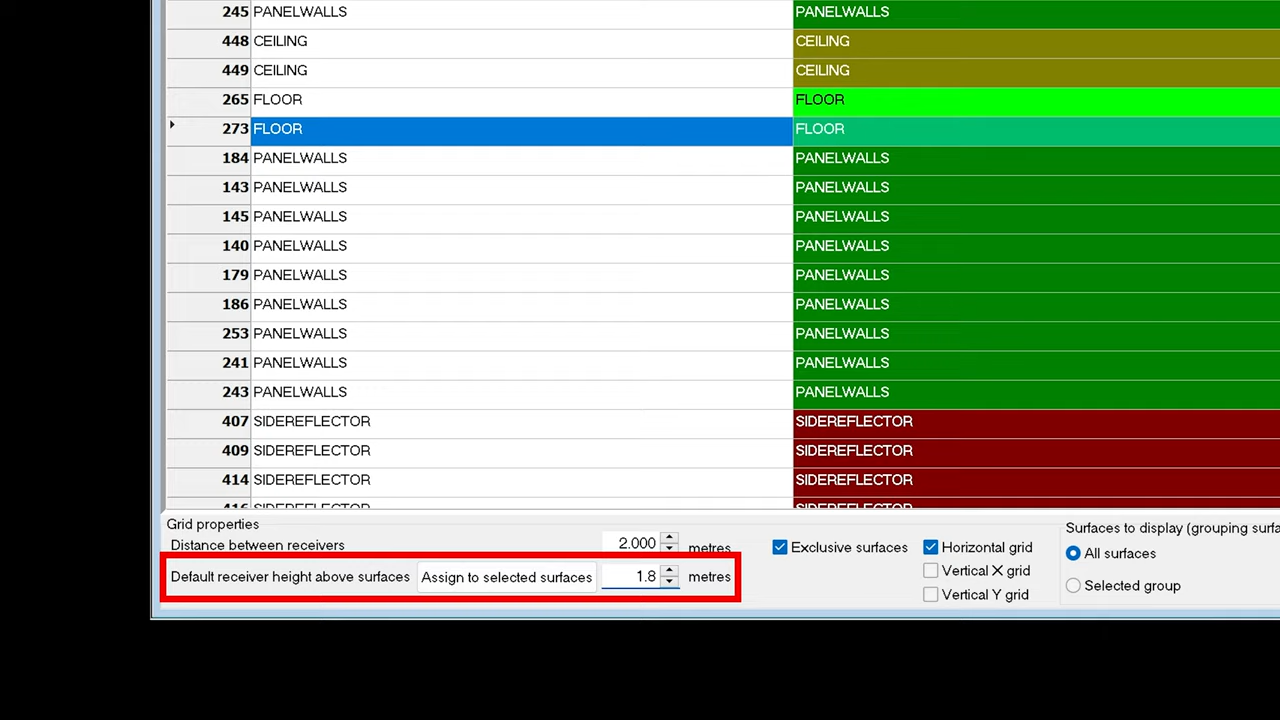 245 PANELWALLS PANELWALLS
448 CEILING CEILING
449 CEILING CEILING
265 FLOOR FLOOR
273 FLOOR FLOOR
184 PANELWALLS PANELWALLS
143 PANELWALLS PANELWALLS
145 PANELWALLS PANELWALLS
140 PANELWALLS PANELWALLS
179 PANELWALLS PANELWALLS
186 PANELWALLS PANELWALLS
253 PANELWALLS PANELWALLS
241 PANELWALLS PANELWALLS
243 PANELWALLS PANELWALLS
407 SIDEREFLECTOR SIDEREFLECTOR
409 SIDEREFLECTOR SIDEREFLECTOR
414 SIDEREFLECTOR SIDEREFLECTOR
416 SIDEREFLECTOR SIDEREFLECTOR
Grid properties
Distance between receivers 2.000 metres
Default receiver height above surfaces Assign to selected surfaces 1.8 metres
Exclusive surfaces
Horizontal grid
Vertical X grid
Vertical Y grid
Surfaces to display (grouping surfa
All surfaces
Selected group